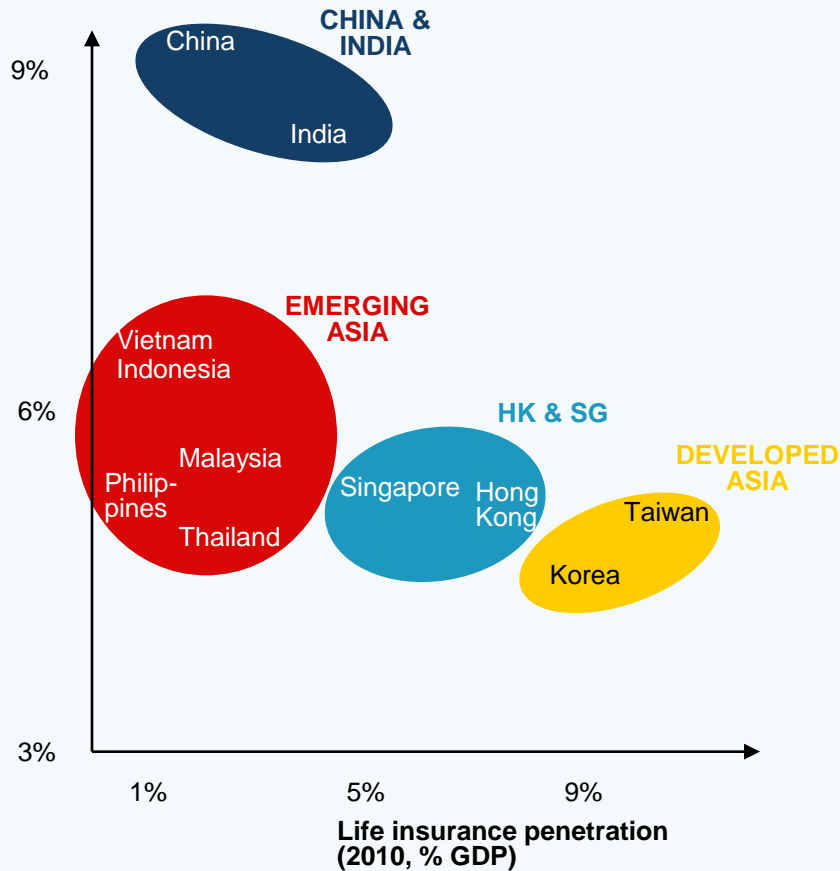 CHINA &
INDIA
China
9%
India
EMERGING
ASIA
Vietnam
Indonesia
6%
HK & SG
Malaysia
DEVELOPED
ASIA
Philip-
pines
Singapore
Hong
Kong
Taiwan
Thailand
Korea
3%
1% 5% 9%
Life insurance penetration
(2010, % GDP)